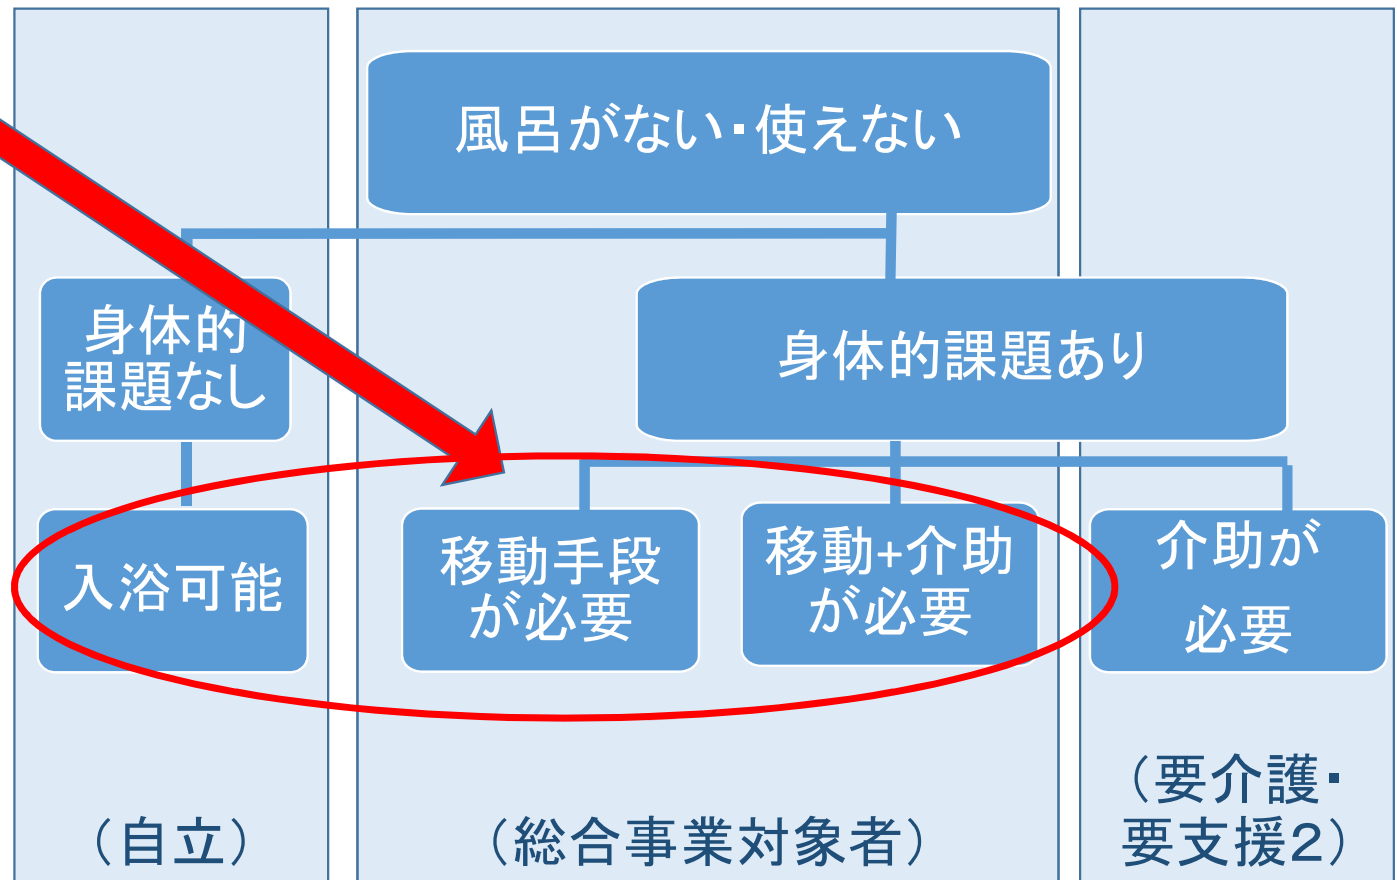 風呂がない・使えない
身体的
課題なし
身体的課題あり
入浴可能
移動手段
が必要
移動+介助
が必要
介助が
必要
（自立）
（総合事業対象者）
（要介護・
要支援２）